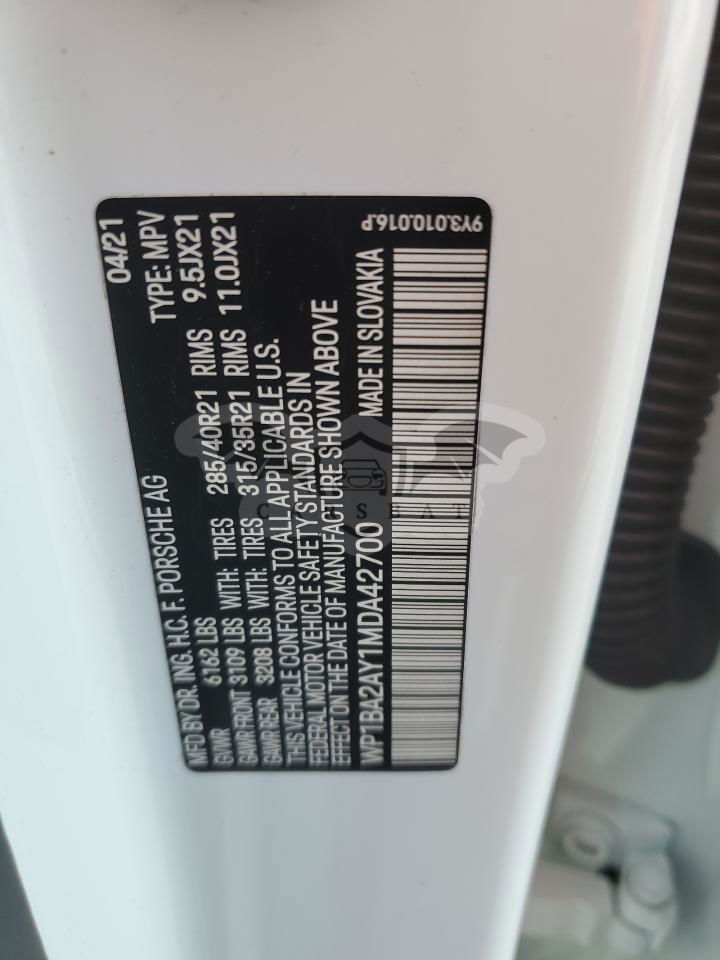 MFD BY DR. ING. H.C. F. PORSCHE AG 04/21
GVWR 6162 LBS TYPE: MPV
GAWR FRONT 3109 LBS WITH: TIRES 285/40R21 RIMS 9.5JX21
GAWR REAR 3208 LBS WITH: TIRES 315/35R21 RIMS 11.0JX21
THIS VEHICLE CONFORMS TO ALL APPLICABLE U.S.
FEDERAL MOTOR VEHICLE SAFETY STANDARDS IN
EFFECT ON THE DATE OF MANUFACTURE SHOWN ABOVE
WP1BA2AY1MDA42700 MADE IN SLOVAKIA
9Y3.010.016.P